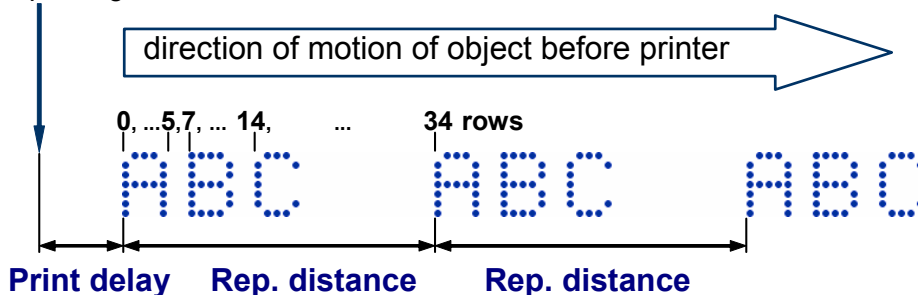 direction of motion of object before printer
0, ...5,7, ... 14, ... 34 rows
ABC ABC ABC
Print delay Rep. distance Rep. distance